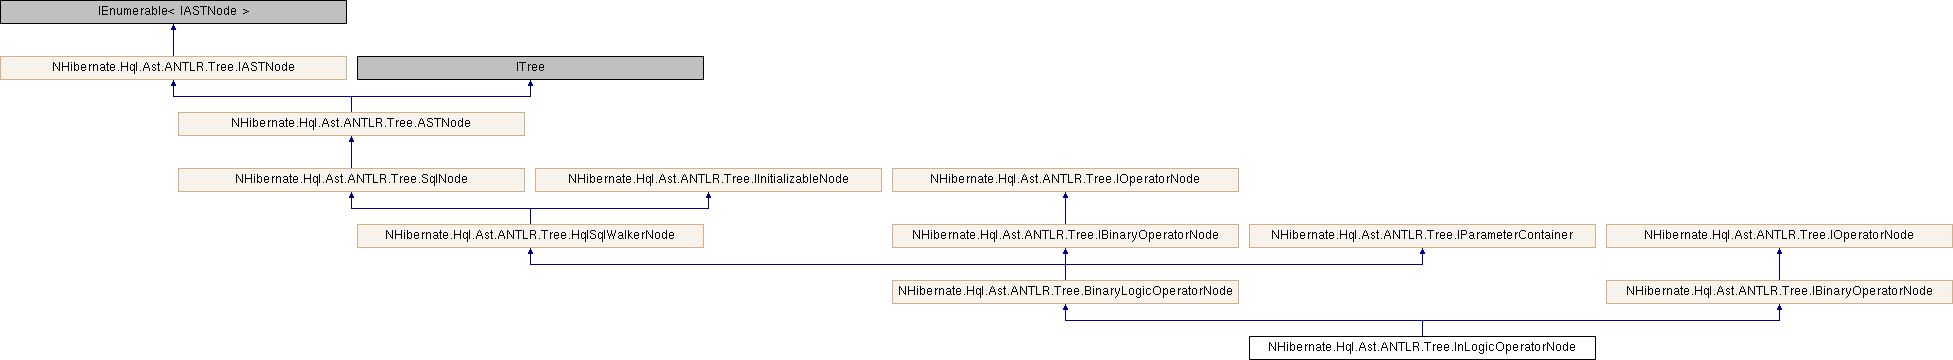 IEnumerable< IASTNode >
NHibernate.Hql.Ast.ANTLR.Tree.IASTNode
ITree
NHibernate.Hql.Ast.ANTLR.Tree.ASTNode
NHibernate.Hql.Ast.ANTLR.Tree.SqlNode
NHibernate.Hql.Ast.ANTLR.Tree.IInitializableNode
NHibernate.Hql.Ast.ANTLR.Tree.IOperatorNode
NHibernate.Hql.Ast.ANTLR.Tree.HqlSqlWalkerNode
NHibernate.Hql.Ast.ANTLR.Tree.IBinaryOperatorNode
NHibernate.Hql.Ast.ANTLR.Tree.IParameterContainer
NHibernate.Hql.Ast.ANTLR.Tree.IOperatorNode
NHibernate.Hql.Ast.ANTLR.Tree.BinaryLogicOperatorNode
NHibernate.Hql.Ast.ANTLR.Tree.IBinaryOperatorNode
NHibernate.Hql.Ast.ANTLR.Tree.InLogicOperatorNode